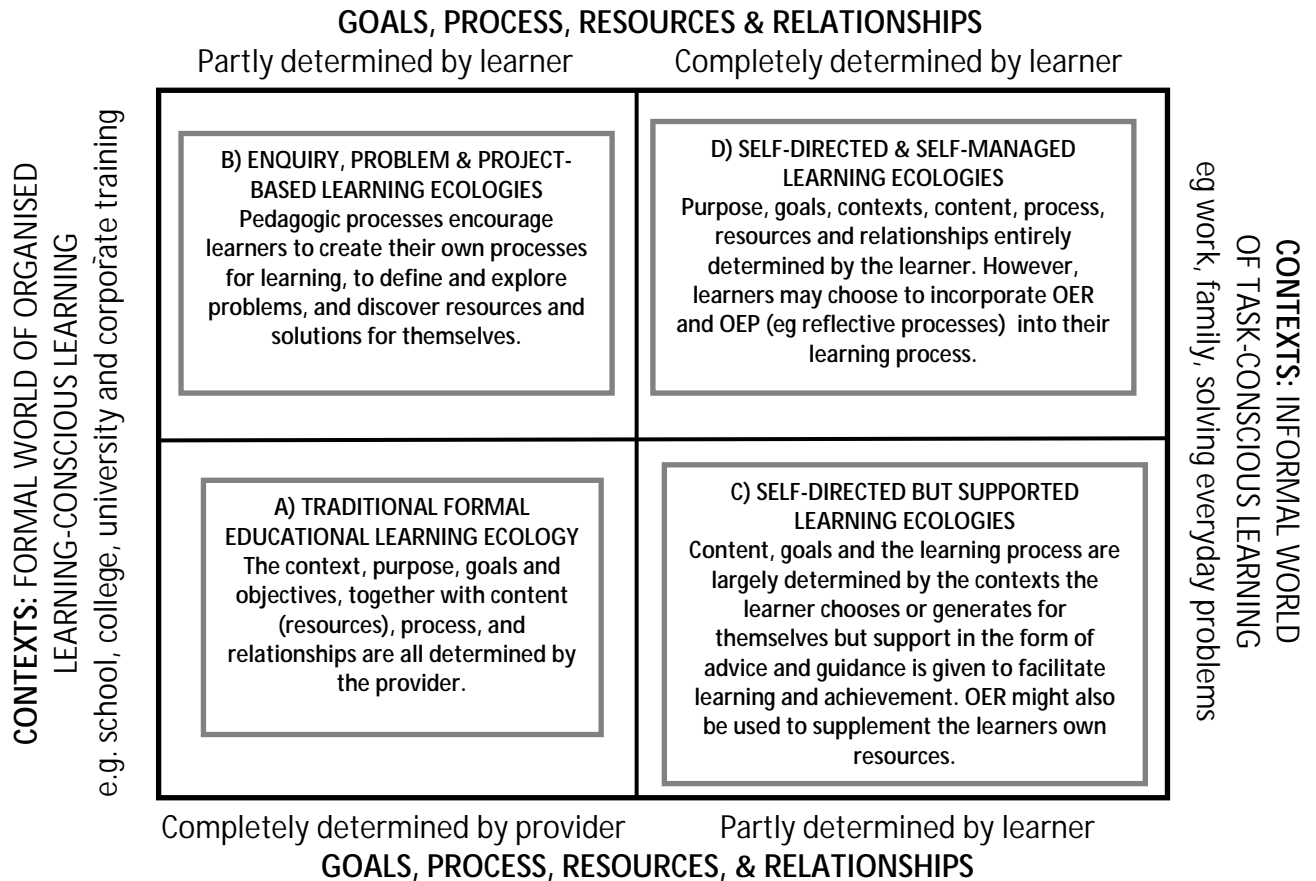 GOALS, PROCESS, RESOURCES & RELATIONSHIPS
Partly determined by learner
Completely determined by learner
CONTEXTS: FORMAL WORLD OF ORGANISED
LEARNING-CONSCIOUS LEARNING
e.g. school, college, university and corporate training
B) ENQUIRY, PROBLEM & PROJECT-
BASED LEARNING ECOLOGIES
Pedagogic processes encourage
learners to create their own processes
for learning, to define and explore
problems, and discover resources and
solutions for themselves.
D) SELF-DIRECTED & SELF-MANAGED
LEARNING ECOLOGIES
Purpose, goals, contexts, content, process,
resources and relationships entirely
determined by the learner. However,
learners may choose to incorporate OER
and OEP (eg reflective processes) into their
learning process.
A) TRADITIONAL FORMAL
EDUCATIONAL LEARNING ECOLOGY
The context, purpose, goals and
objectives, together with content
(resources), process, and
relationships are all determined by
the provider.
C) SELF-DIRECTED BUT SUPPORTED
LEARNING ECOLOGIES
Content, goals and the learning process are
largely determined by the contexts the
learner chooses or generates for
themselves but support in the form of
advice and guidance is given to facilitate
learning and achievement. OER might also
be used to supplement the learners own
resources.
CONTEXTS: INFORMAL WORLD
OF TASK-CONSCIOUS LEARNING
eg work, family, solving everyday problems
Completely determined by provider
Partly determined by learner
GOALS, PROCESS, RESOURCES, & RELATIONSHIPS